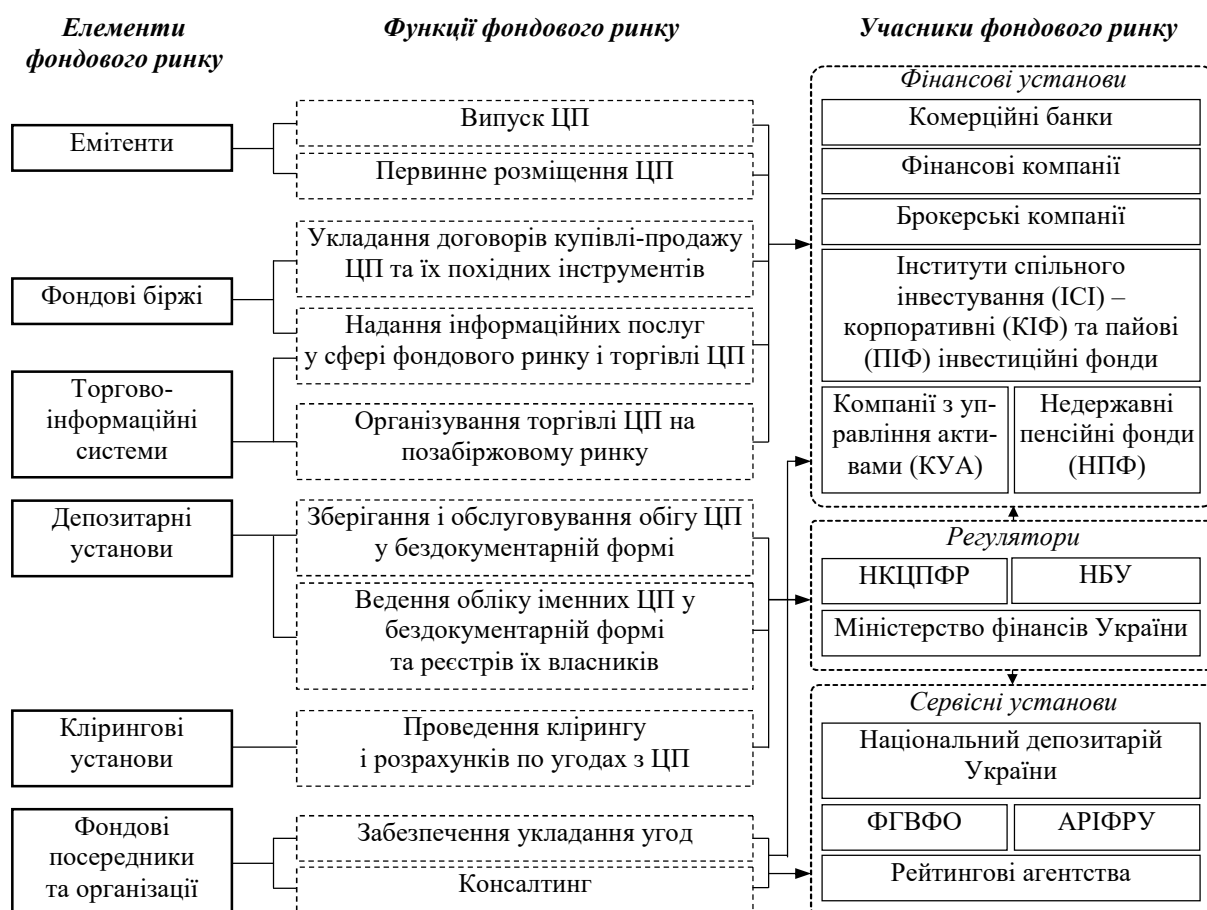 Елементи
фондового ринку
Функції фондового ринку
Учасники фондового ринку
Емітенти
Фондові біржі
Торгово-
інформаційні
системи
Депозитарні
установи
Клірингові
установи
Фондові
посередники
та організації
Випуск ЦП
Первинне розміщення ЦП
Укладання договорів купівлі-продажу
ЦП та їх похідних інструментів
Надання інформаційних послуг
у сфері фондового ринку і торгівлі ЦП
Організування торгівлі ЦП на
позабіржовому ринку
Зберігання і обслуговування обігу ЦП
у бездокументарній формі
Ведення обліку іменних ЦП у
бездокументарній формі
та реєстрів їх власників
Проведення клірингу
і розрахунків по угодах з ЦП
Забезпечення укладання угод
Консалтинг
Фінансові установи
Комерційні банки
Фінансові компанії
Брокерські компанії
Інститути спільного
інвестування (ІСІ) –
корпоративні (КІФ) та пайові
(ПІФ) інвестиційні фонди
Компанії з уп-
равління акти-
вами (КУА)
Недержавні
пенсійні фонди
(НПФ)
Регулятори
НКЦПФР
НБУ
Міністерство фінансів України
Сервісні установи
Національний депозитарій
України
ФГВФО
АРІФРУ
Рейтингові агентства